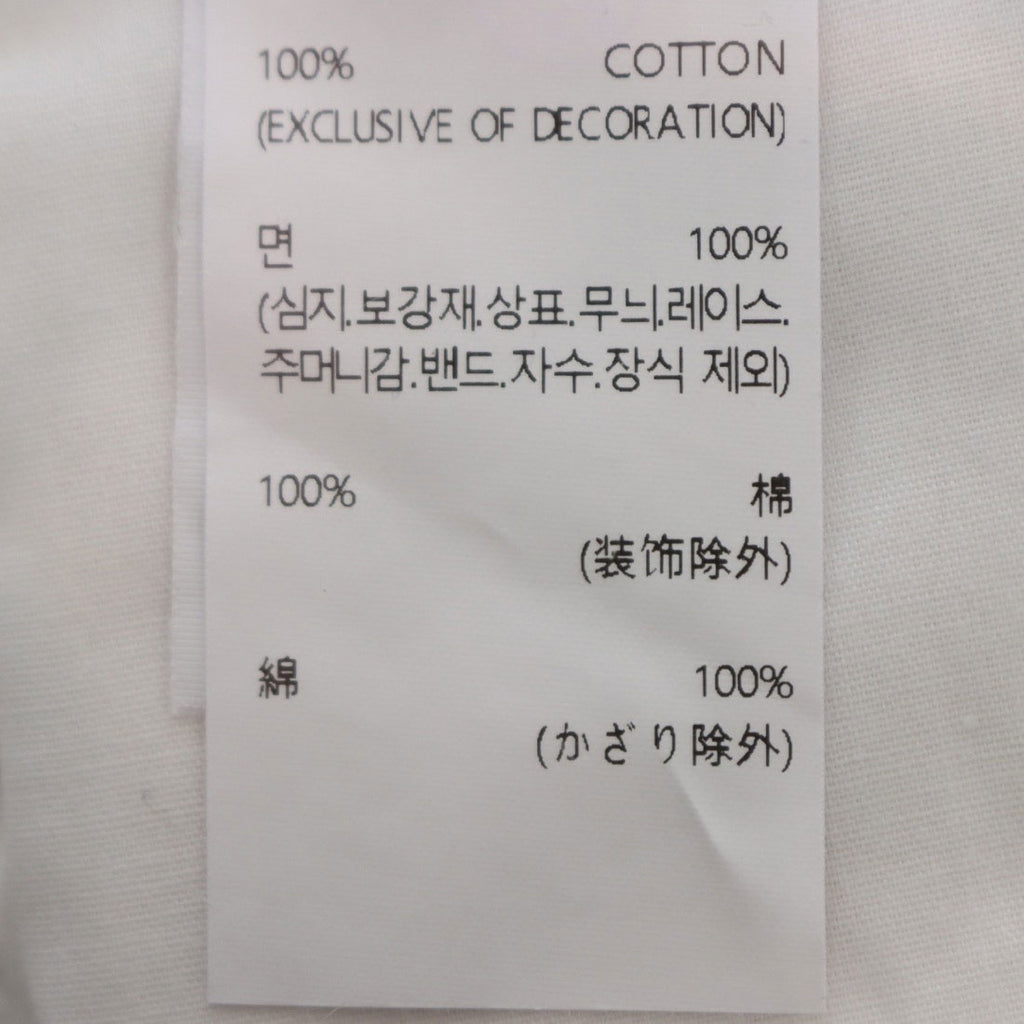 100% COTTON
(EXCLUSIVE OF DECORATION)
면 100%
(심지.보강재.상표.무늬.레이스.
주머니감.밴드.자수.장식 제외)
100% 棉
(装饰除外)
綿 100%
(かざり除外)